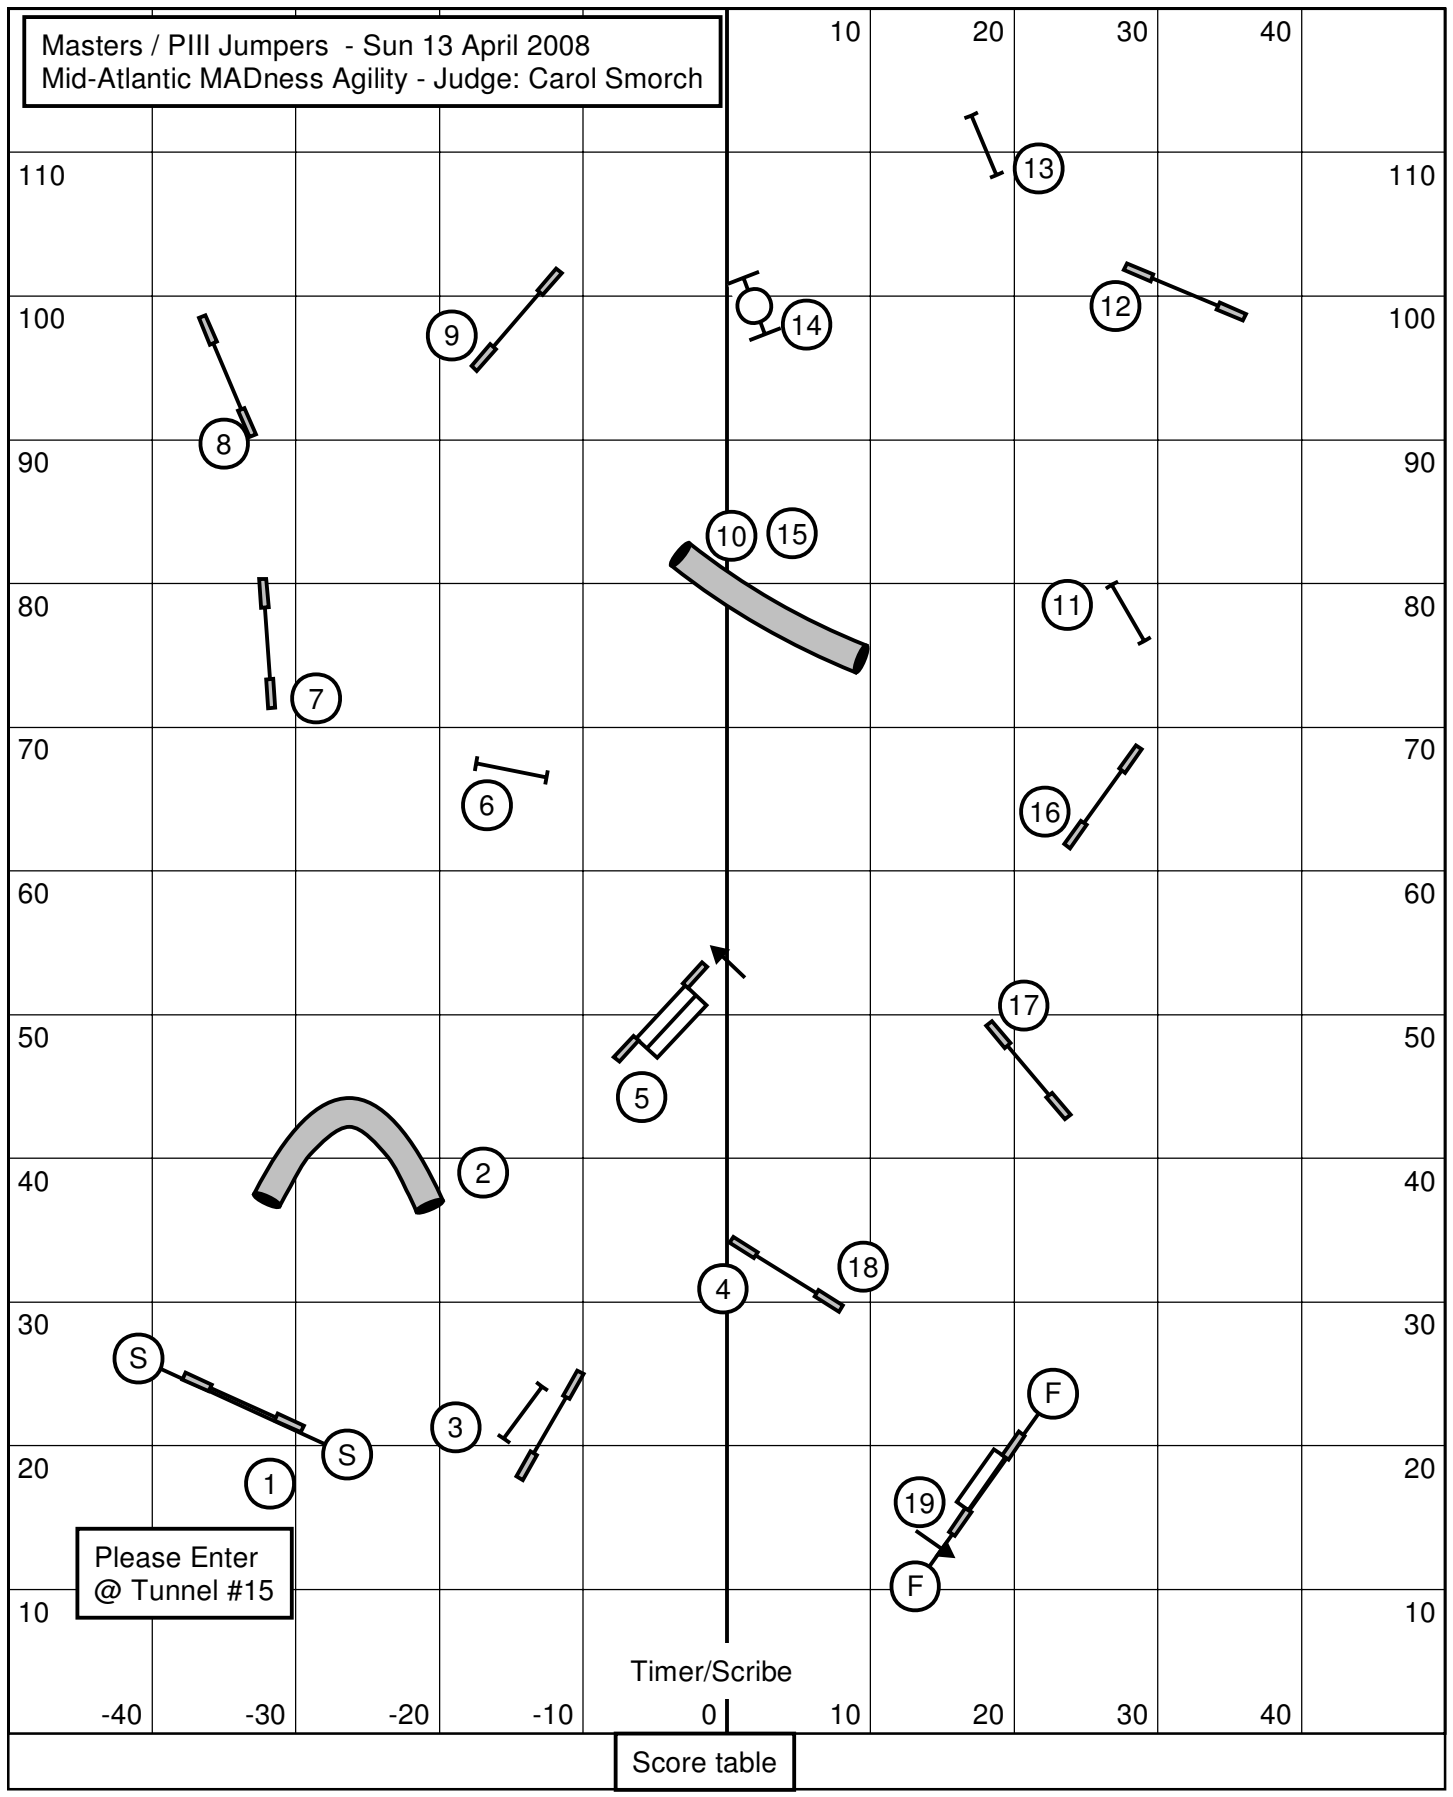 Masters / PIII Jumpers - Sun 13 April 2008
Mid-Atlantic MADness Agility - Judge: Carol Smorch
10 20 30 40
13
110 110
12
100 100
14
9
8
90 90
10 15
11
80 80
7
70 70
6
16
60 60
17
50 50
5
2
40 40
18
4
30 30
S
F
3
S
20 20
1
19
Please Enter
@ Tunnel #15
F
10 10
Timer/Scribe
-40 -30 -20 -10 0 10 20 30 40
Score table